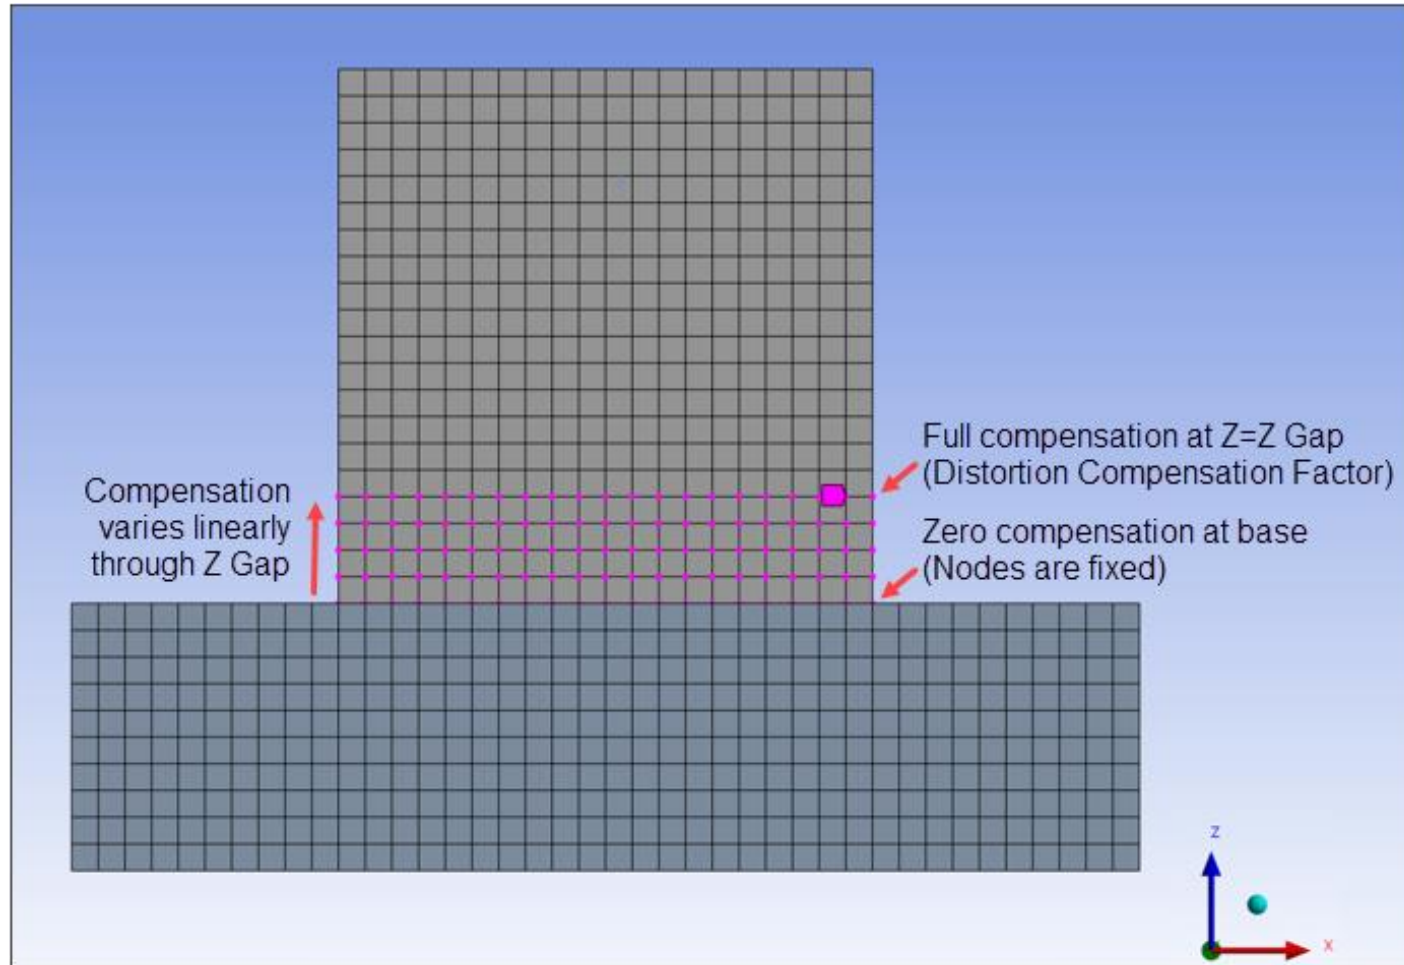 Full compensation at Z=Z Gap
(Distortion Compensation Factor)
Compensation
varies linearly
through Z Gap
Zero compensation at base
(Nodes are fixed)
Z
X